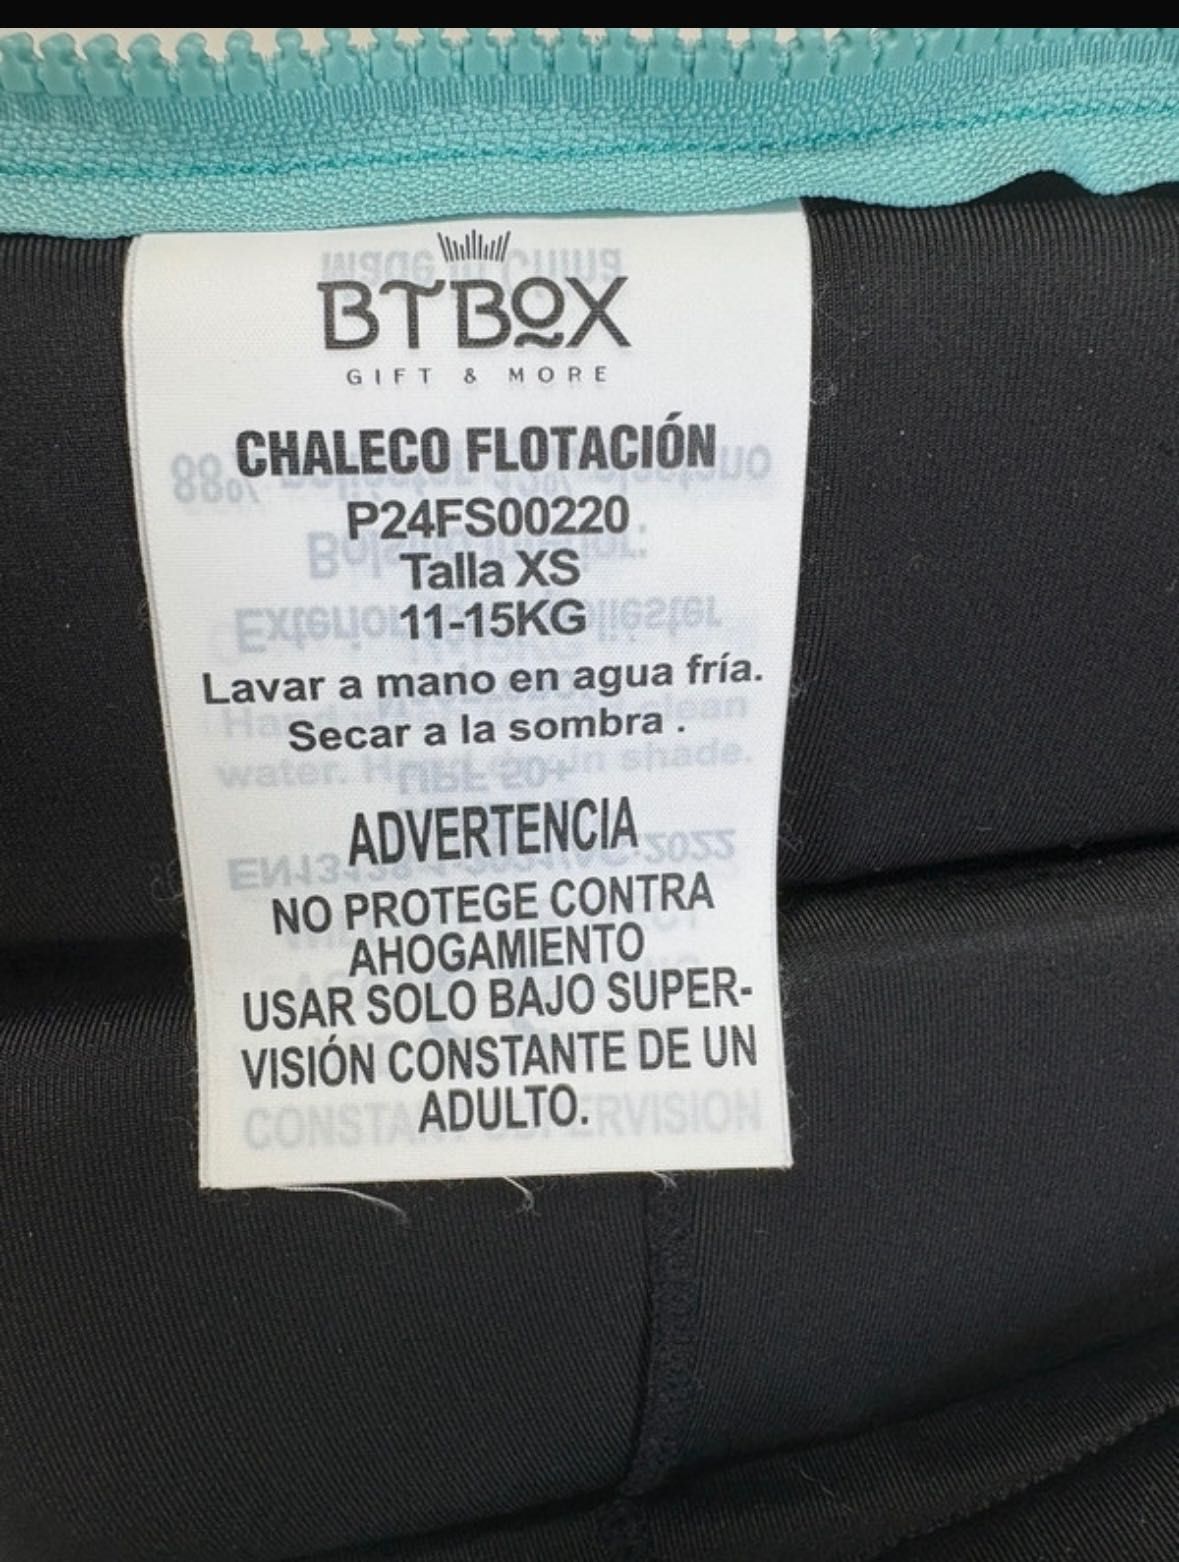 BTBOX
GIFT & MORE
CHALECO FLOTACIÓN
P24FS00220
Talla XS
11-15KG
Lavar a mano en agua fría.
Secar a la sombra .
ADVERTENCIA
NO PROTEGE CONTRA
AHOGAMIENTO
USAR SOLO BAJO SUPER-
VISIÓN CONSTANTE DE UN
ADULTO.